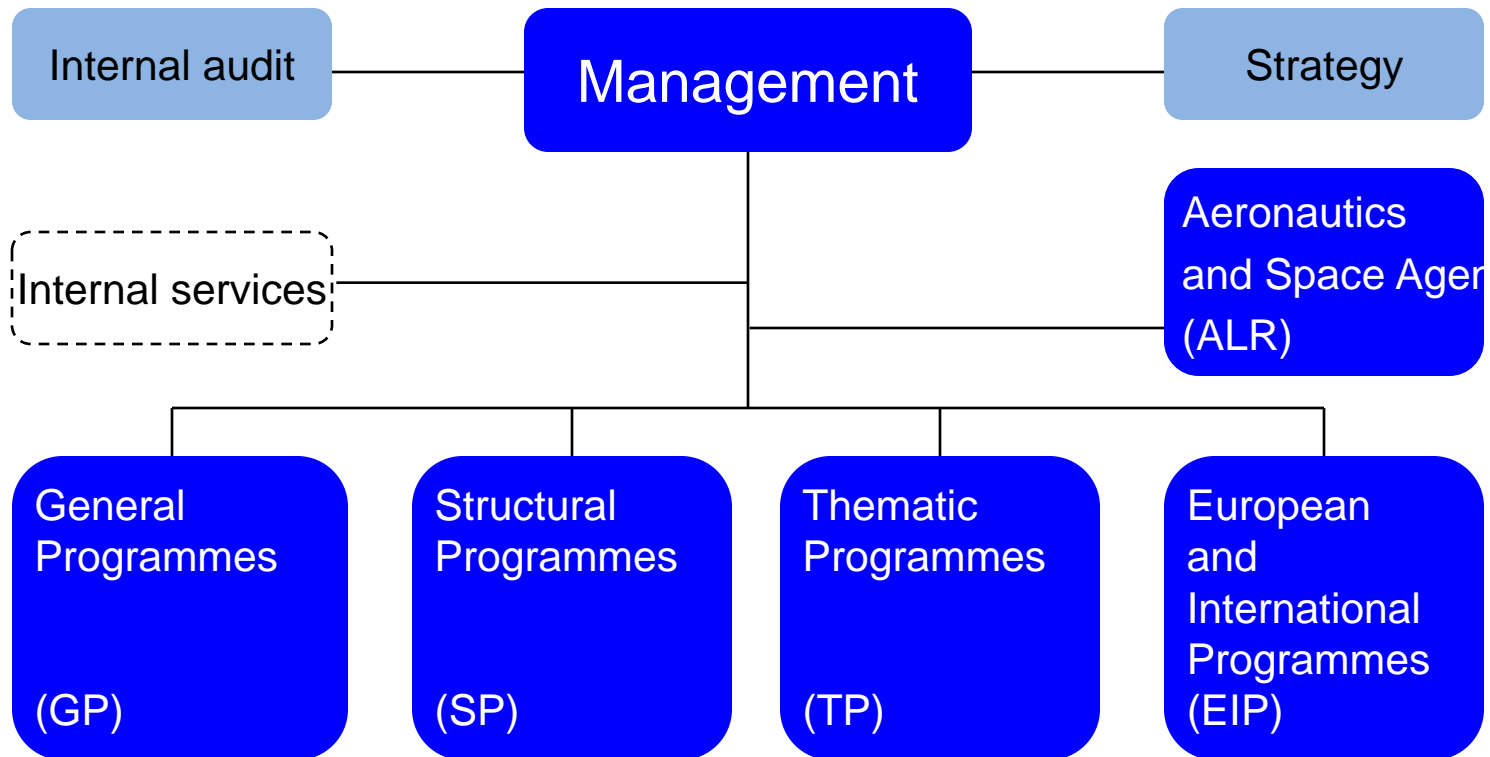 Internal audit
Management
Strategy
Aeronautics
and Space Agen
(ALR)
Internal services
General
Programmes
(GP)
Structural
Programmes
(SP)
Thematic
Programmes
(TP)
European
and
International
Programmes
(EIP)